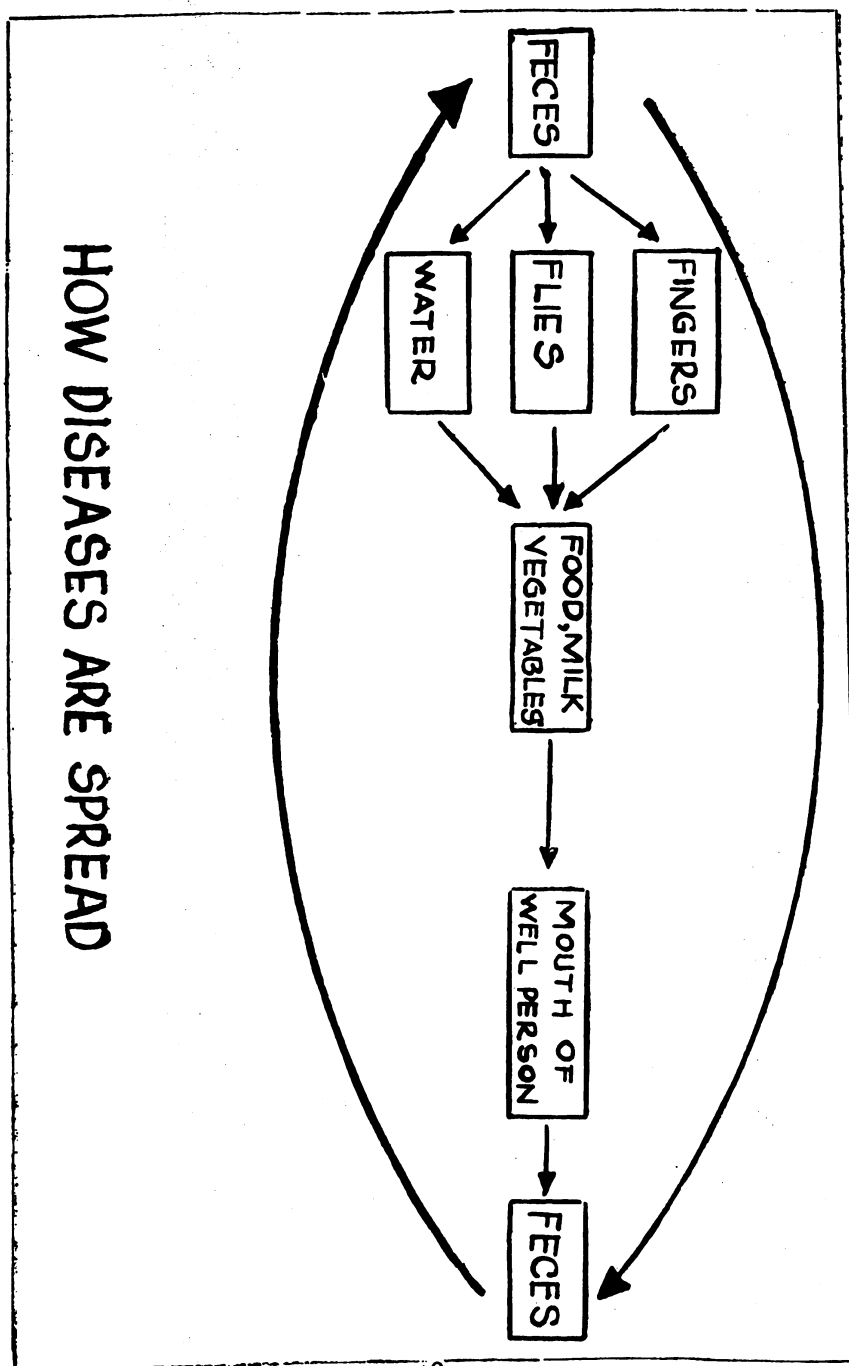 FECES
FINGERS
FLIES
WATER
FOOD, MILK
VEGETABLES
MOUTH OF
WELL PERSON
FECES
HOW DISEASES ARE SPREAD